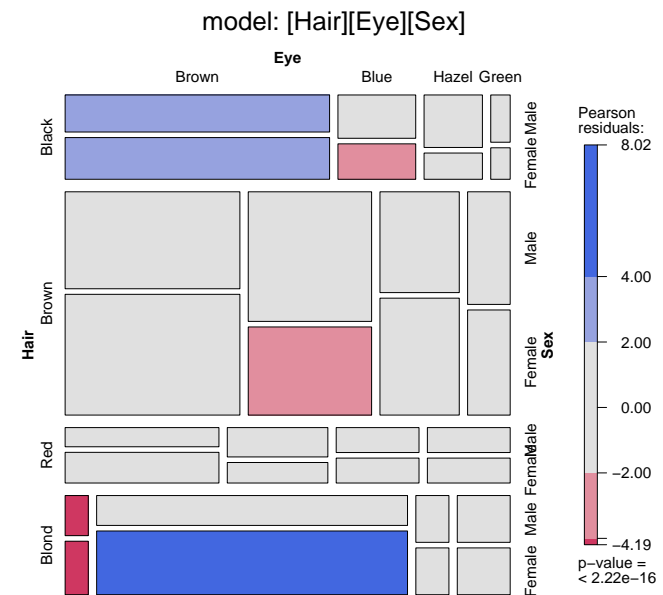 model: [Hair][Eye][Sex]
Eye
Brown Blue Hazel Green
Hair
Black
Brown
Red
Blond
Male
Female
Male
Female
Male
Female
Male
Female
Sex
Pearson
residuals:
8.02
4.00
2.00
0.00
−2.00
−4.19
p−value =
< 2.22e−16